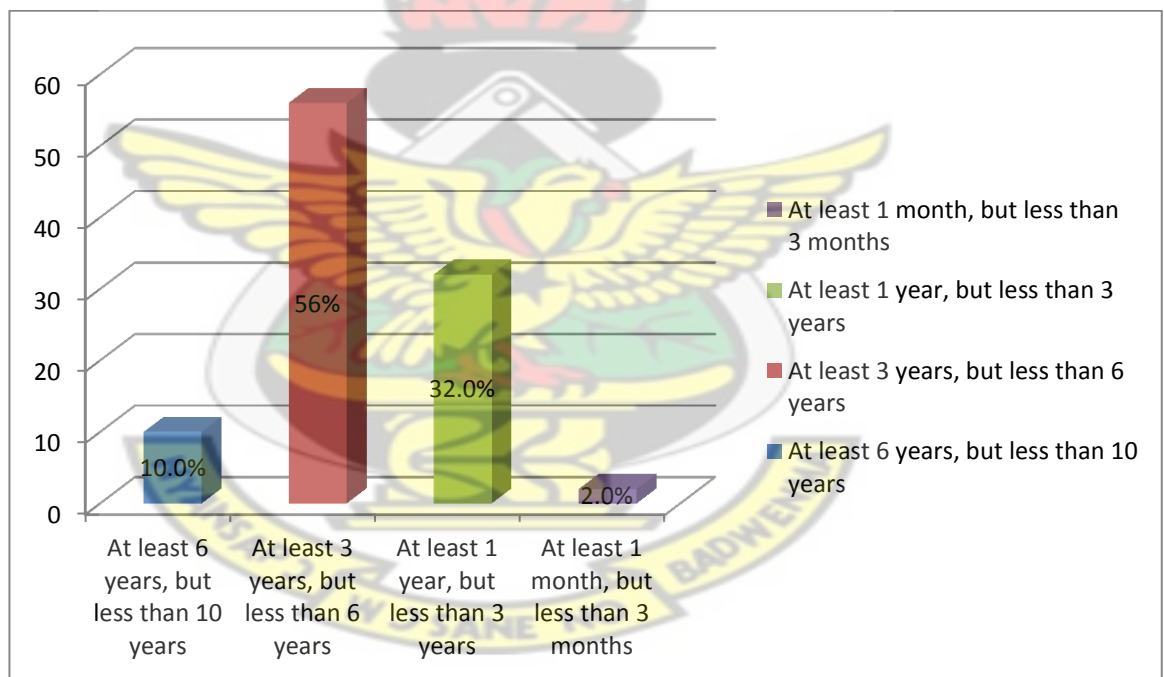 60
50
40
30
20
10
0
10.0%
56%
32.0%
2.0%
At least 6
years, but
less than 10
years
At least 3
years, but
less than 6
years
At least 1
year, but
less than 3
years
At least 1
month, but
less than 3
months
At least 1 month, but less than
3 months
At least 1 year, but less than 3
years
At least 3 years, but less than 6
years
At least 6 years, but less than 10
years
SANE NO
BADWENMA